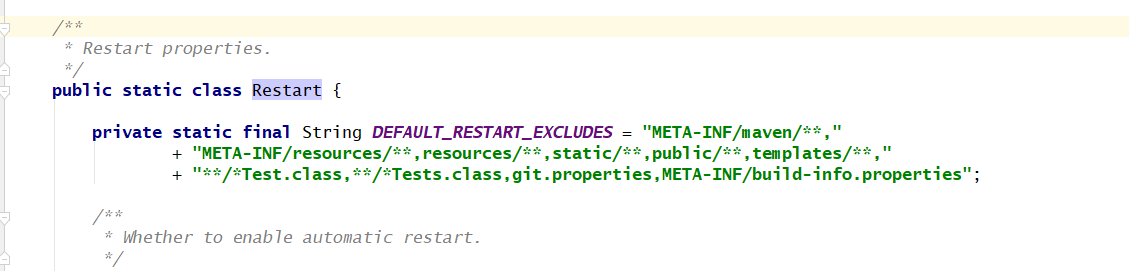 /**
* Restart properties.
*/
public static class Restart {
private static final String DEFAULT_RESTART_EXCLUDES = "META-INF/maven/**,"
+ "META-INF/resources/**,resources/**,static/**,public/**,templates/**,"
+ "**/*Test.class,**/*Tests.class,git.properties,META-INF/build-info.properties";
/**
* Whether to enable automatic restart.
*/